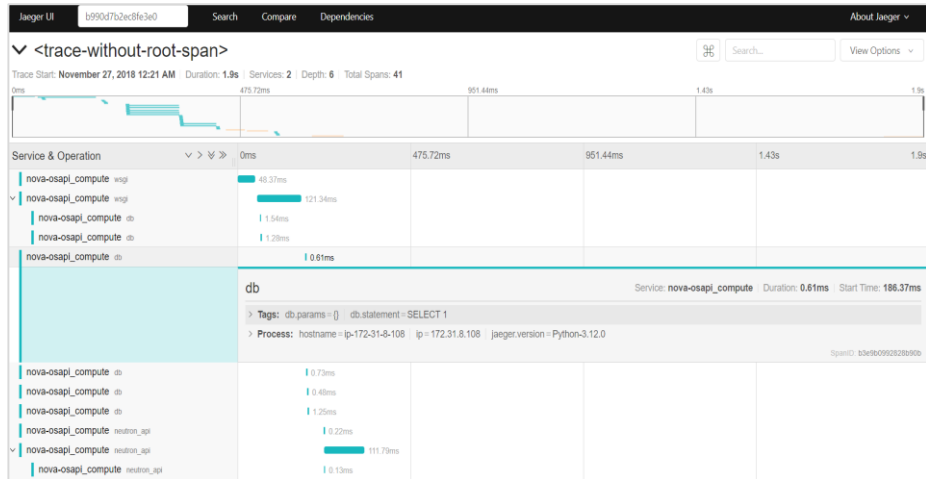 Jaeger UI b990d7b2ec8fe3e0 Search Compare Dependencies About Jaeger
<trace-without-root-span> Search... View Options
Trace Start: November 27, 2018 12:21 AM Duration: 1.9s Services: 2 Depth: 6 Total Spans: 41
0ms 475.72ms 951.44ms 1.43s 1.9s
Service & Operation 0ms 475.72ms 951.44ms 1.43s 1.9s
nova-osapi_compute wsgi 46.37ms
nova-osapi_compute wsgi 121.34ms
nova-osapi_compute db 1.54ms
nova-osapi_compute db 1.29ms
nova-osapi_compute db 0.61ms
db Service: nova-osapi_compute Duration: 0.61ms Start Time: 186.37ms
> Tags: db.params = {} db.statement = SELECT 1
> Process: hostname = ip-172-31-8-108 ip = 172.31.8.108 jaeger.version = Python-3.12.0
SpanID: b3e9b0992828b90b
nova-osapi_compute db 0.73ms
nova-osapi_compute db 0.48ms
nova-osapi_compute db 1.25ms
nova-osapi_compute neutron_api 0.22ms
nova-osapi_compute neutron_api 111.79ms
nova-osapi_compute neutron_api 0.13ms